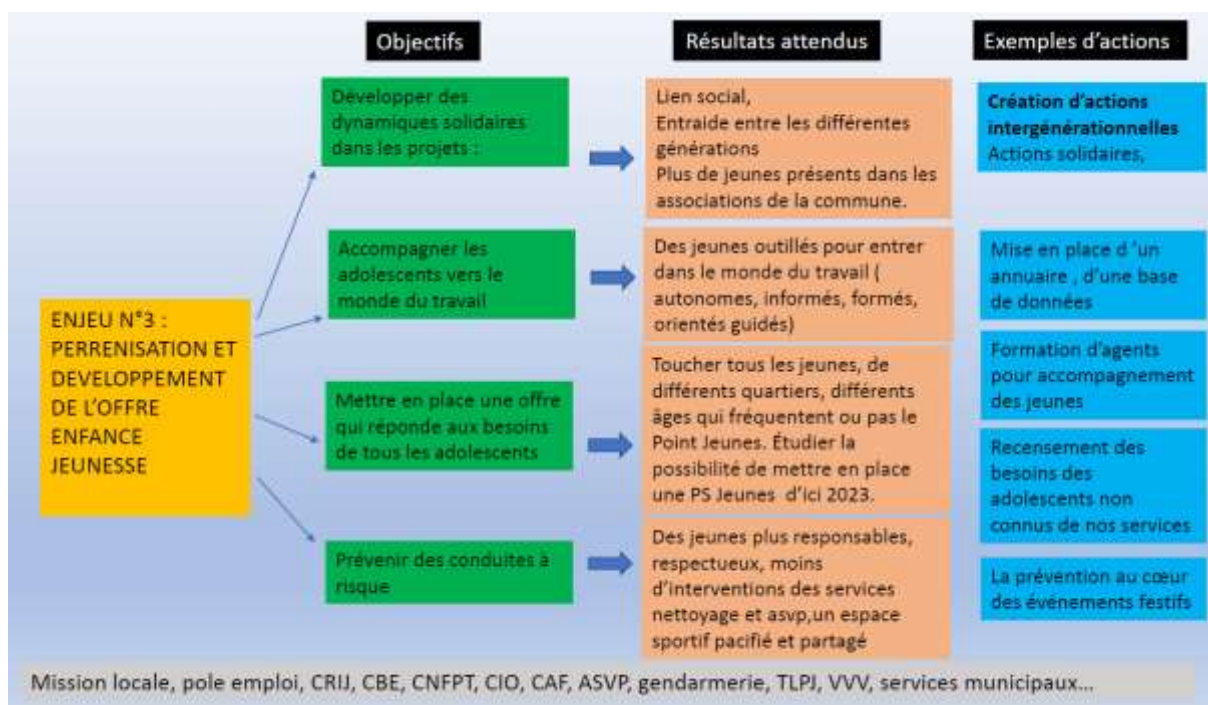 Objectifs
Résultats attendus
Exemples d'actions
ENJEU N°3 :
PERRENISATION ET
DEVELOPPEMENT
DE L'OFFRE
ENFANCE
JEUNESSE
Développer des
dynamiques solidaires
dans les projets :
Lien social,
Entraide entre les différentes
générations
Plus de jeunes présents dans les
associations de la commune.
Création d'actions
intergénérationnelles
Actions solidaires,
Accompagner les
adolescents vers le
monde du travail
Des jeunes outillés pour entrer
dans le monde du travail (
autonomes, informés, formés,
orientés guidés)
Mise en place d 'un
annuaire , d'une base
de données
Mettre en place une offre
qui réponde aux besoins
de tous les adolescents
Toucher tous les jeunes, de
différents quartiers, différents
âges qui fréquentent ou pas le
Point Jeunes. Étudier la
possibilité de mettre en place
une PS Jeunes d'ici 2023.
Formation d'agents
pour accompagnement
des jeunes
Recensement des
besoins des
adolescents non
connus de nos services
Prévenir des conduites à
risque
Des jeunes plus responsables,
respectueux, moins
d'interventions des services
nettoyage et asvp,un espace
sportif pacifié et partagé
La prévention au cœur
des événements festifs
Mission locale, pole emploi, CRIJ, CBE, CNFPT, CIO, CAF, ASVP, gendarmerie, TLPJ, VVV, services municipaux...